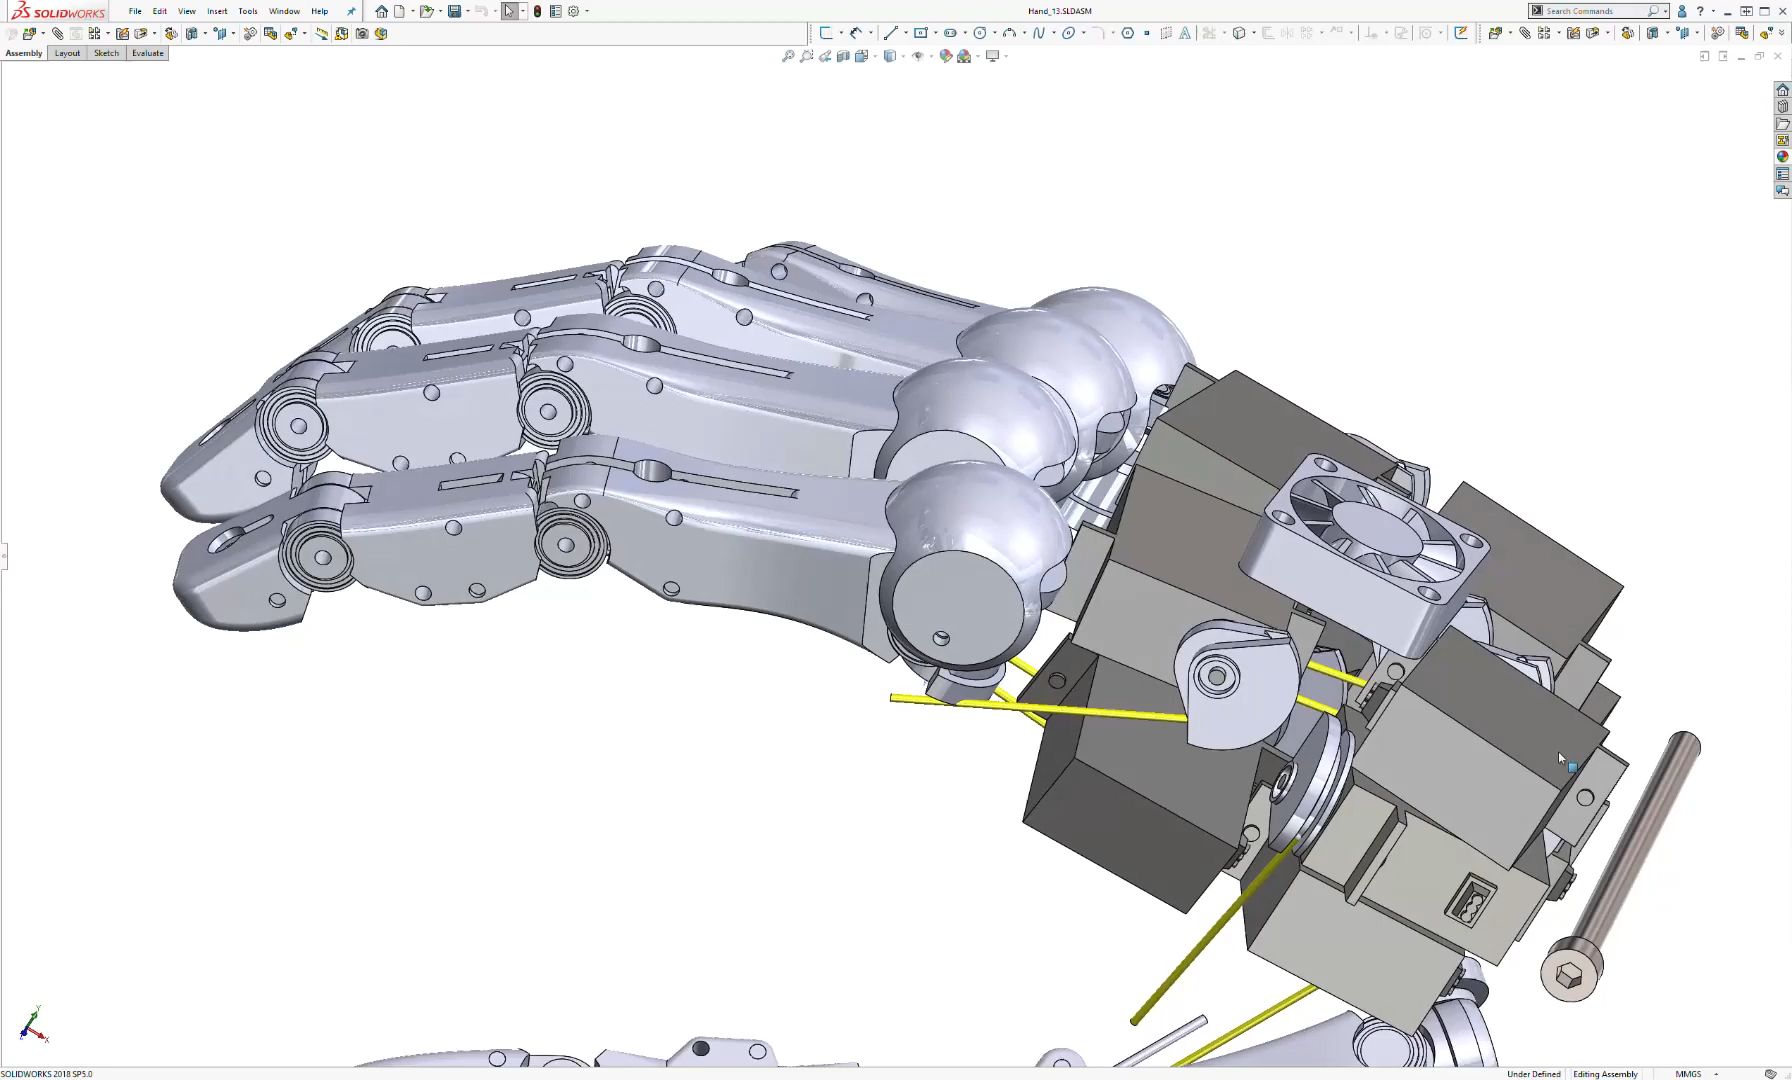 SOLIDWORKS
File Edit View Insert Tools Window Help
Hand_13.SLDASM
Search Commands
?
Assembly Layout Sketch Evaluate
Y
X
Z
SOLIDWORKS 2018 SP5.0
Under Defined
Editing Assembly
MMGS